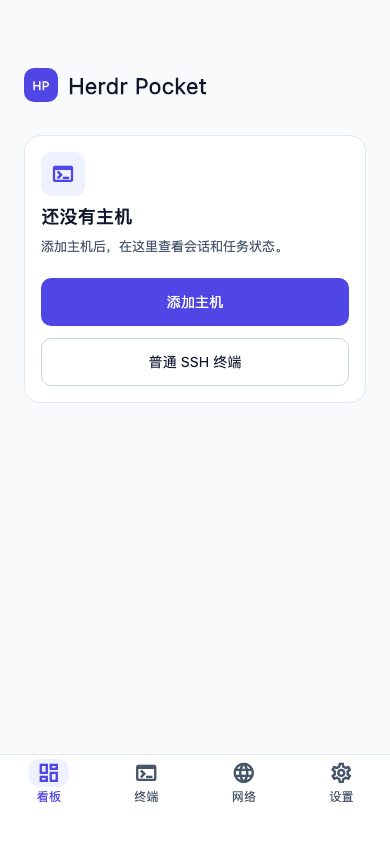 HP
Herdr Pocket
还没有主机
添加主机后，在这里查看会话和任务状态。
添加主机
普通 SSH 终端
看板
终端
网络
设置